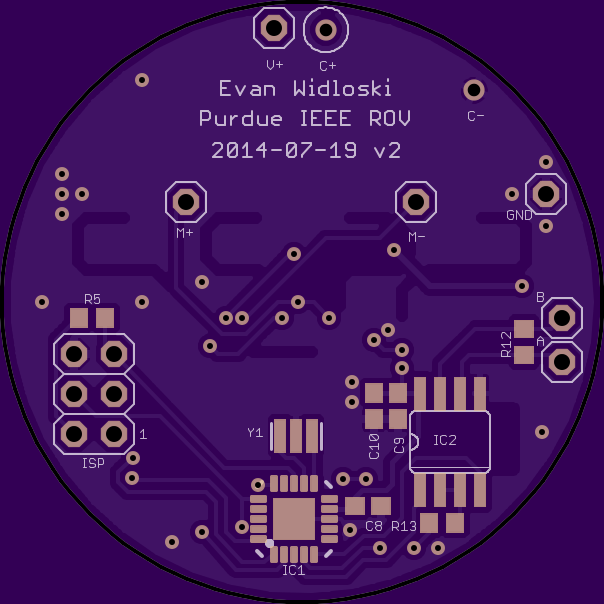 V+ C+
Evan Widloski
C-
Purdue IEEE ROV
2014-07-19 v2
GND
M+ M-
R5
B
R12 A
1
Y1
C10 C9 IC2
ISP
C8 R13
IC1